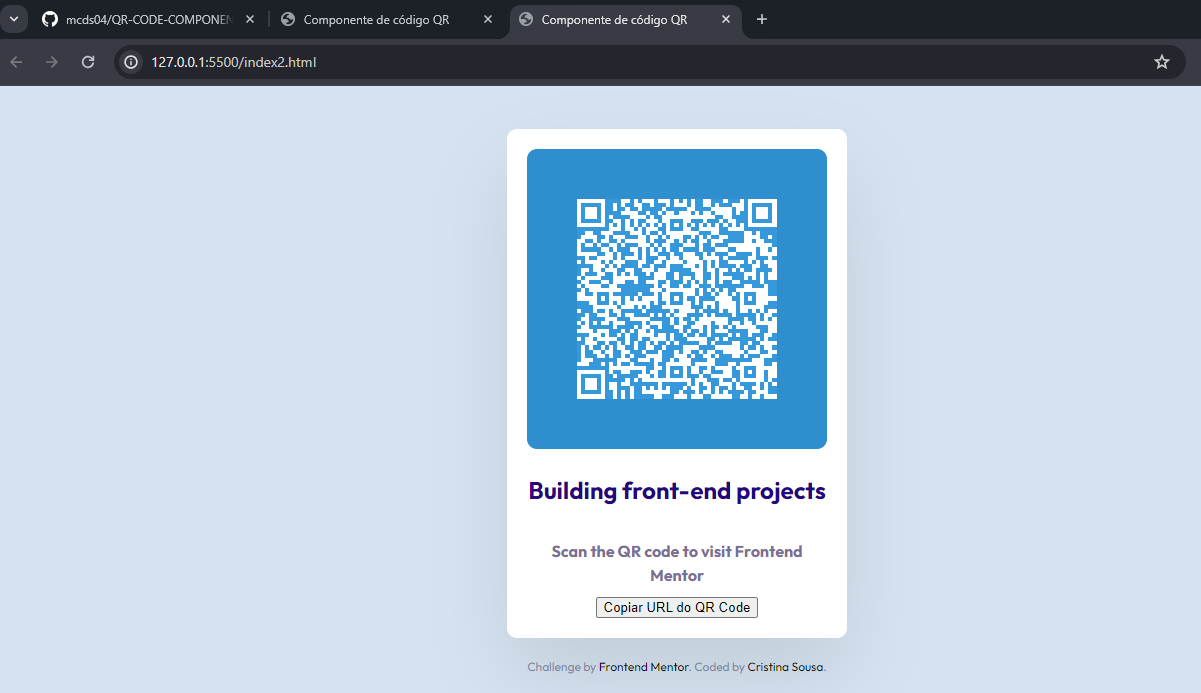 mcds04/QR-CODE-COMPONEN
Componente de código QR
Componente de código QR
127.0.0.1:5500/index2.html
Building front-end projects
Scan the QR code to visit Frontend
Mentor
Copiar URL do QR Code
Challenge by Frontend Mentor. Coded by Cristina Sousa.